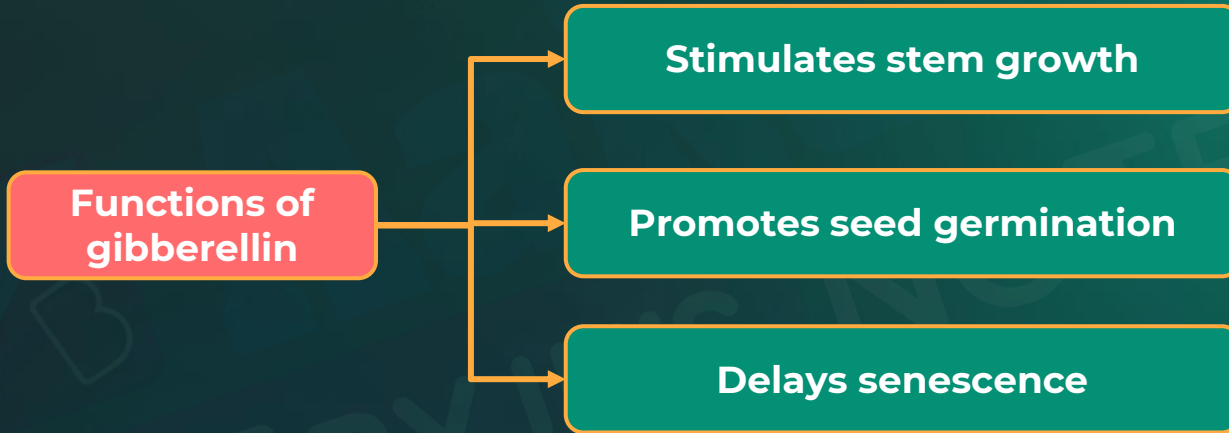 Functions of
gibberellin
Stimulates stem growth
Promotes seed germination
Delays senescence